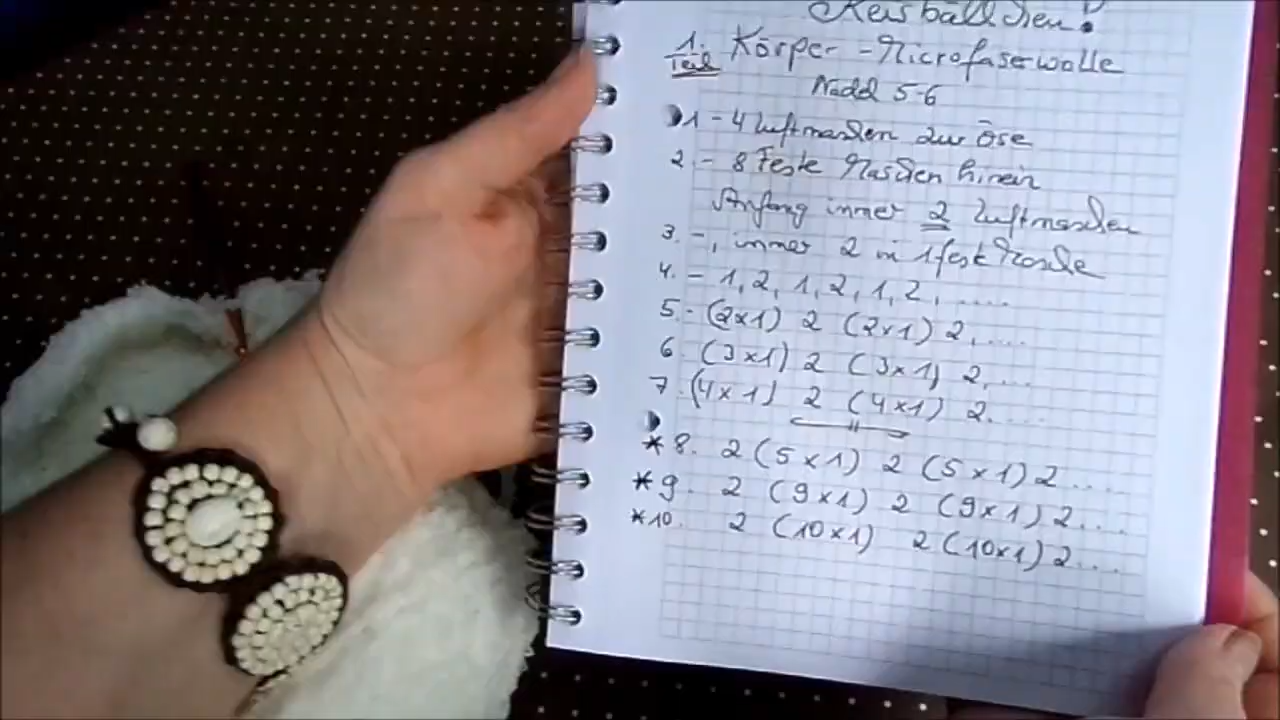 Reisbällchen!
1. Teil Körper - Microfaserwolle
Nadel 5-6
1 - 4 Luftmaschen zur Öse
2. - 8 Feste Maschen hinein
Anfang immer 2 Luftmaschen
3. -, immer 2 in 1 feste Masche
4. - 1, 2, 1, 2, 1, 2, ....
5. - (2x1) 2 (2x1) 2, ....
6. (3x1) 2 (3x1) 2, ...
7. (4x1) 2 (4x1) 2....
* 8. 2 (5x1) 2 (5x1) 2 ....
* 9. 2 (9x1) 2 (9x1) 2...
* 10. 2 (10x1) 2 (10x1) 2....